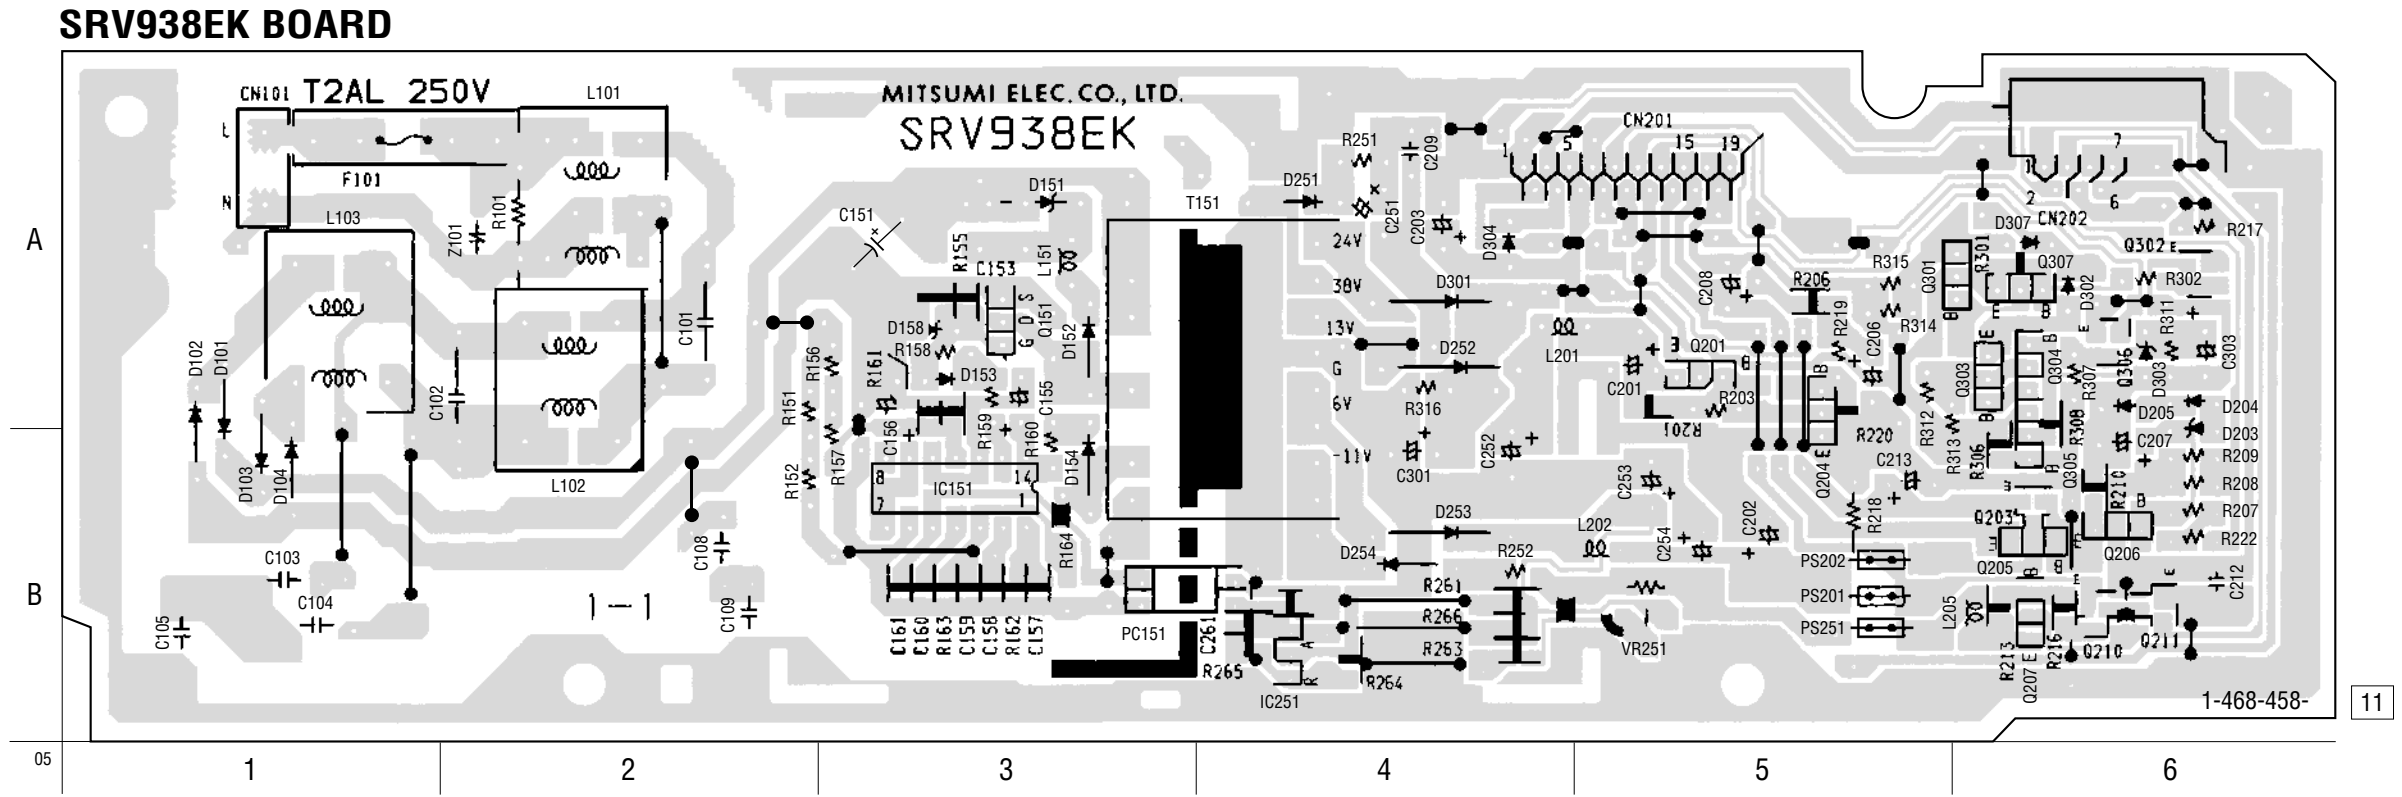 SRV938EK BOARD
CN101
T2AL 250V
L101
MITSUMI ELEC. CO., LTD.
SRV938EK
L
N
F101
L103
R101
Z101
C151
D151
T151
D251
R251
C209
C251
C203
D304
CN201
1
5
15
19
1
7
2
6
CN202
D307
R217
A
R155
C153
L151
24V
38V
13V
G
6V
-11V
D301
D252
C208
R206
R315
R314
Q301
R301
Q307
Q302
E
R302
D302
R311
D102
D101
C101
C102
R156
D158
R158
R161
D153
S
D
G
Q151
D152
R151
C156
R159
C155
R160
R316
L201
C201
E
Q201
B
R203
R201
R219
C206
R312
R313
B
E
B
B
E
Q303
B
B
Q304
E
R307
Q306
D303
C303
D205
D204
D203
C207
R209
R208
R207
R222
D103
D104
L102
R152
R157
8
14
IC151
7
1
D154
C301
C252
C253
B
E
Q204
R220
C213
R218
R306
R308
Q305
R210
B
Q203
E
B
Q205
B
E
Q206
C103
C104
C105
C108
C109
1-1
R164
D253
D254
L202
C254
C202
R252
PS202
PS201
PS251
B
C161
C160
R163
C159
C158
R162
C157
PC151
C261
R265
A
R
IC251
R261
R266
R263
R264
VR251
L205
R213
Q207
E
R216
Q210
E
E
Q211
C212
1-468-458-
11
05
1
2
3
4
5
6